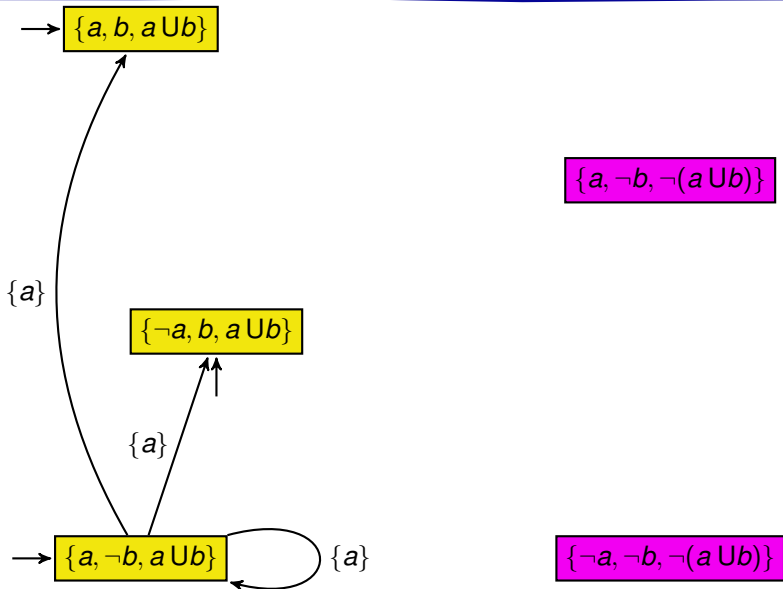 {a, b, a U b}
{a, ¬b, ¬(a U b)}
{a}
{¬a, b, a U b}
{a}
{a, ¬b, a U b}
{a}
{¬a, ¬b, ¬(a U b)}